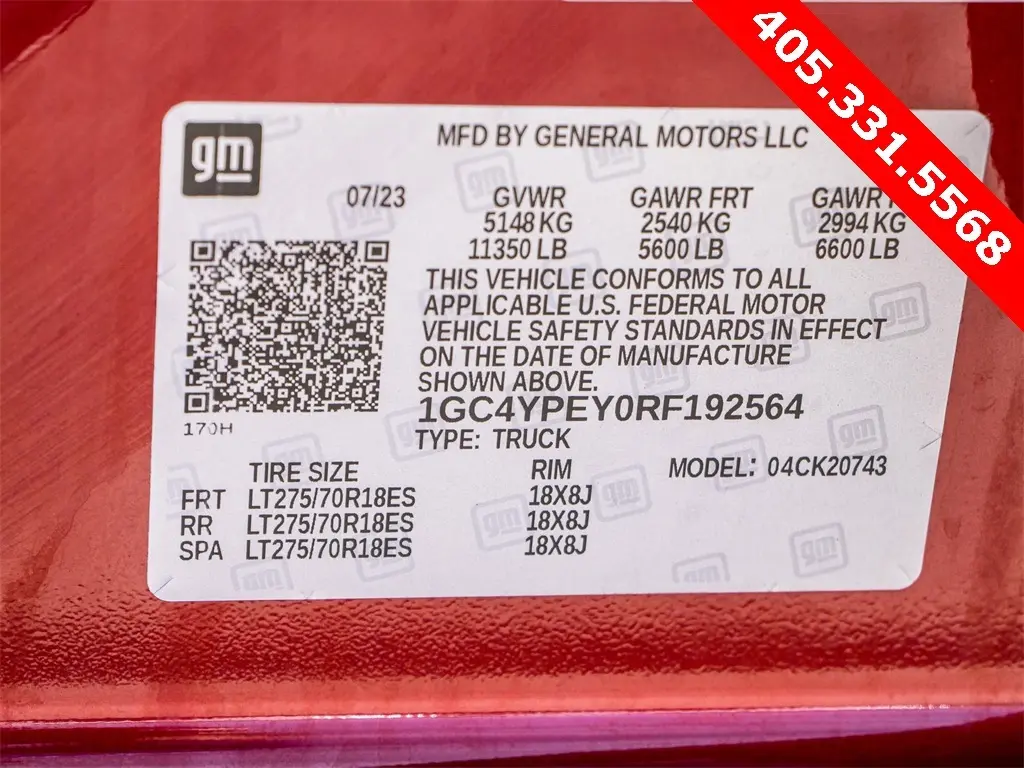 405.331.5568
gm
MFD BY GENERAL MOTORS LLC
07/23 GVWR GAWR FRT GAWR
5148 KG 2540 KG 2994 KG
11350 LB 5600 LB 6600 LB
THIS VEHICLE CONFORMS TO ALL
APPLICABLE U.S. FEDERAL MOTOR
VEHICLE SAFETY STANDARDS IN EFFECT
ON THE DATE OF MANUFACTURE
SHOWN ABOVE.
1GC4YPEY0RF192564
170H
TYPE: TRUCK
TIRE SIZE RIM MODEL: 04CK20743
FRT LT275/70R18ES 18X8J
RR LT275/70R18ES 18X8J
SPA LT275/70R18ES 18X8J